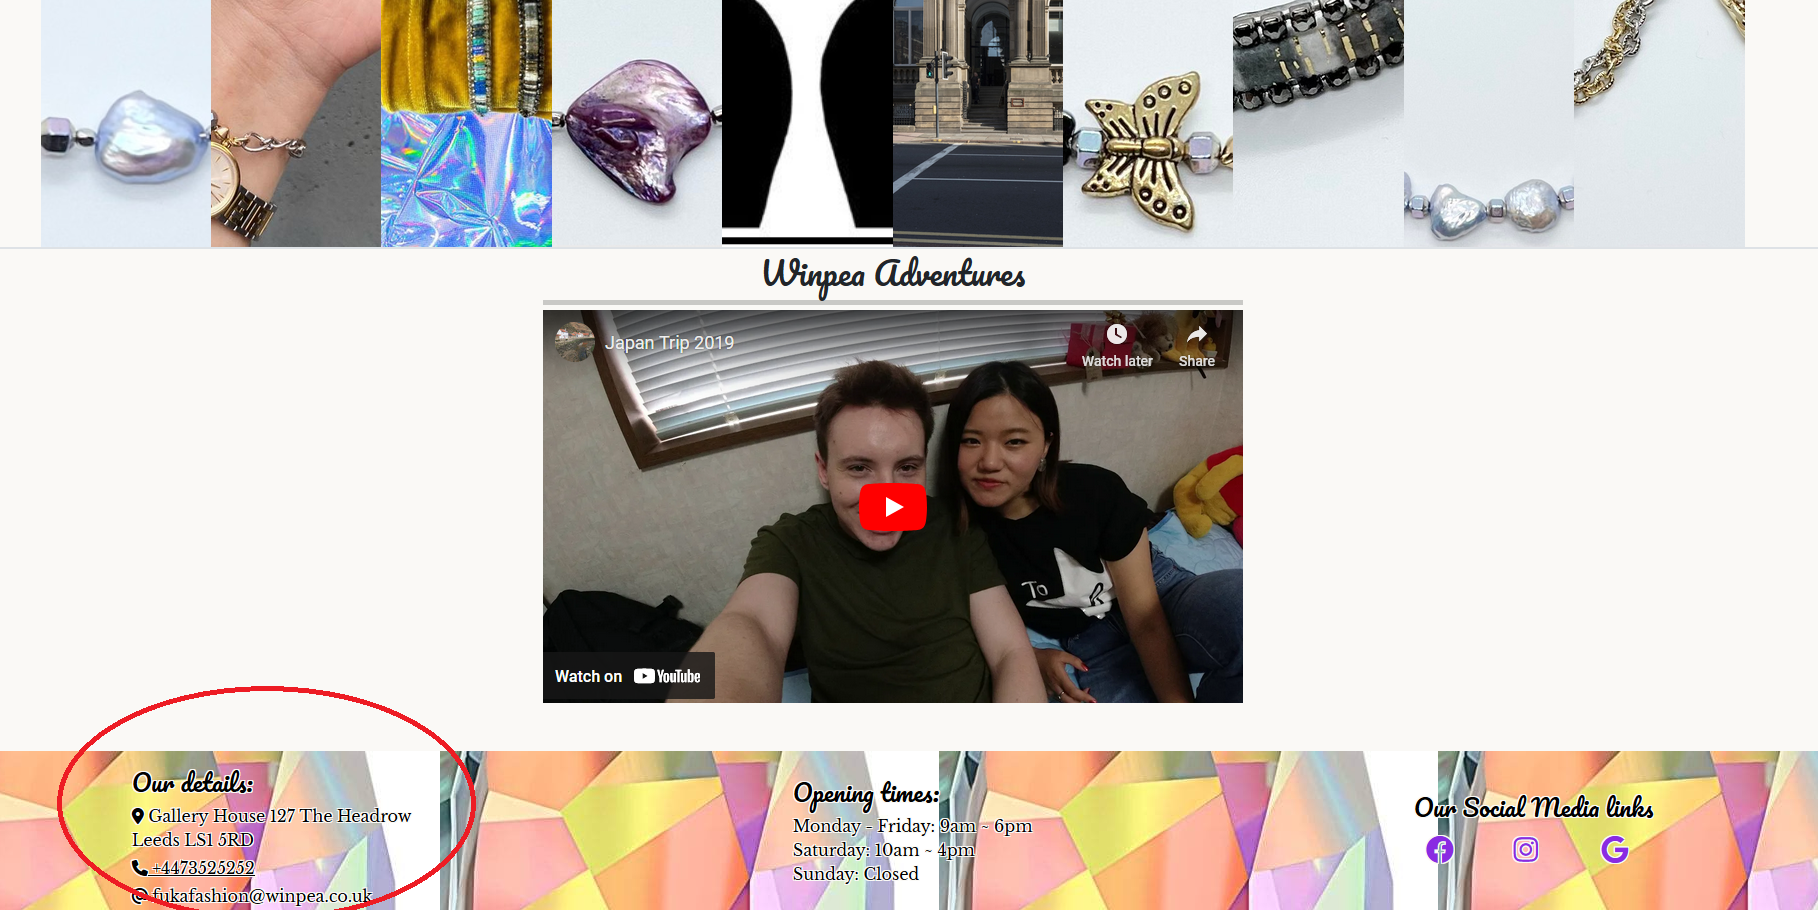 Winpea Adventures
Japan Trip 2019
Watch later
Share
To
R
Watch on YouTube
Our details:
Gallery House 127 The Headrow
Leeds LS1 5RD
+4473525252
fukafashion@winpea.co.uk
Opening times:
Monday - Friday: 9am ~ 6pm
Saturday: 10am ~ 4pm
Sunday: Closed
Our Social Media links